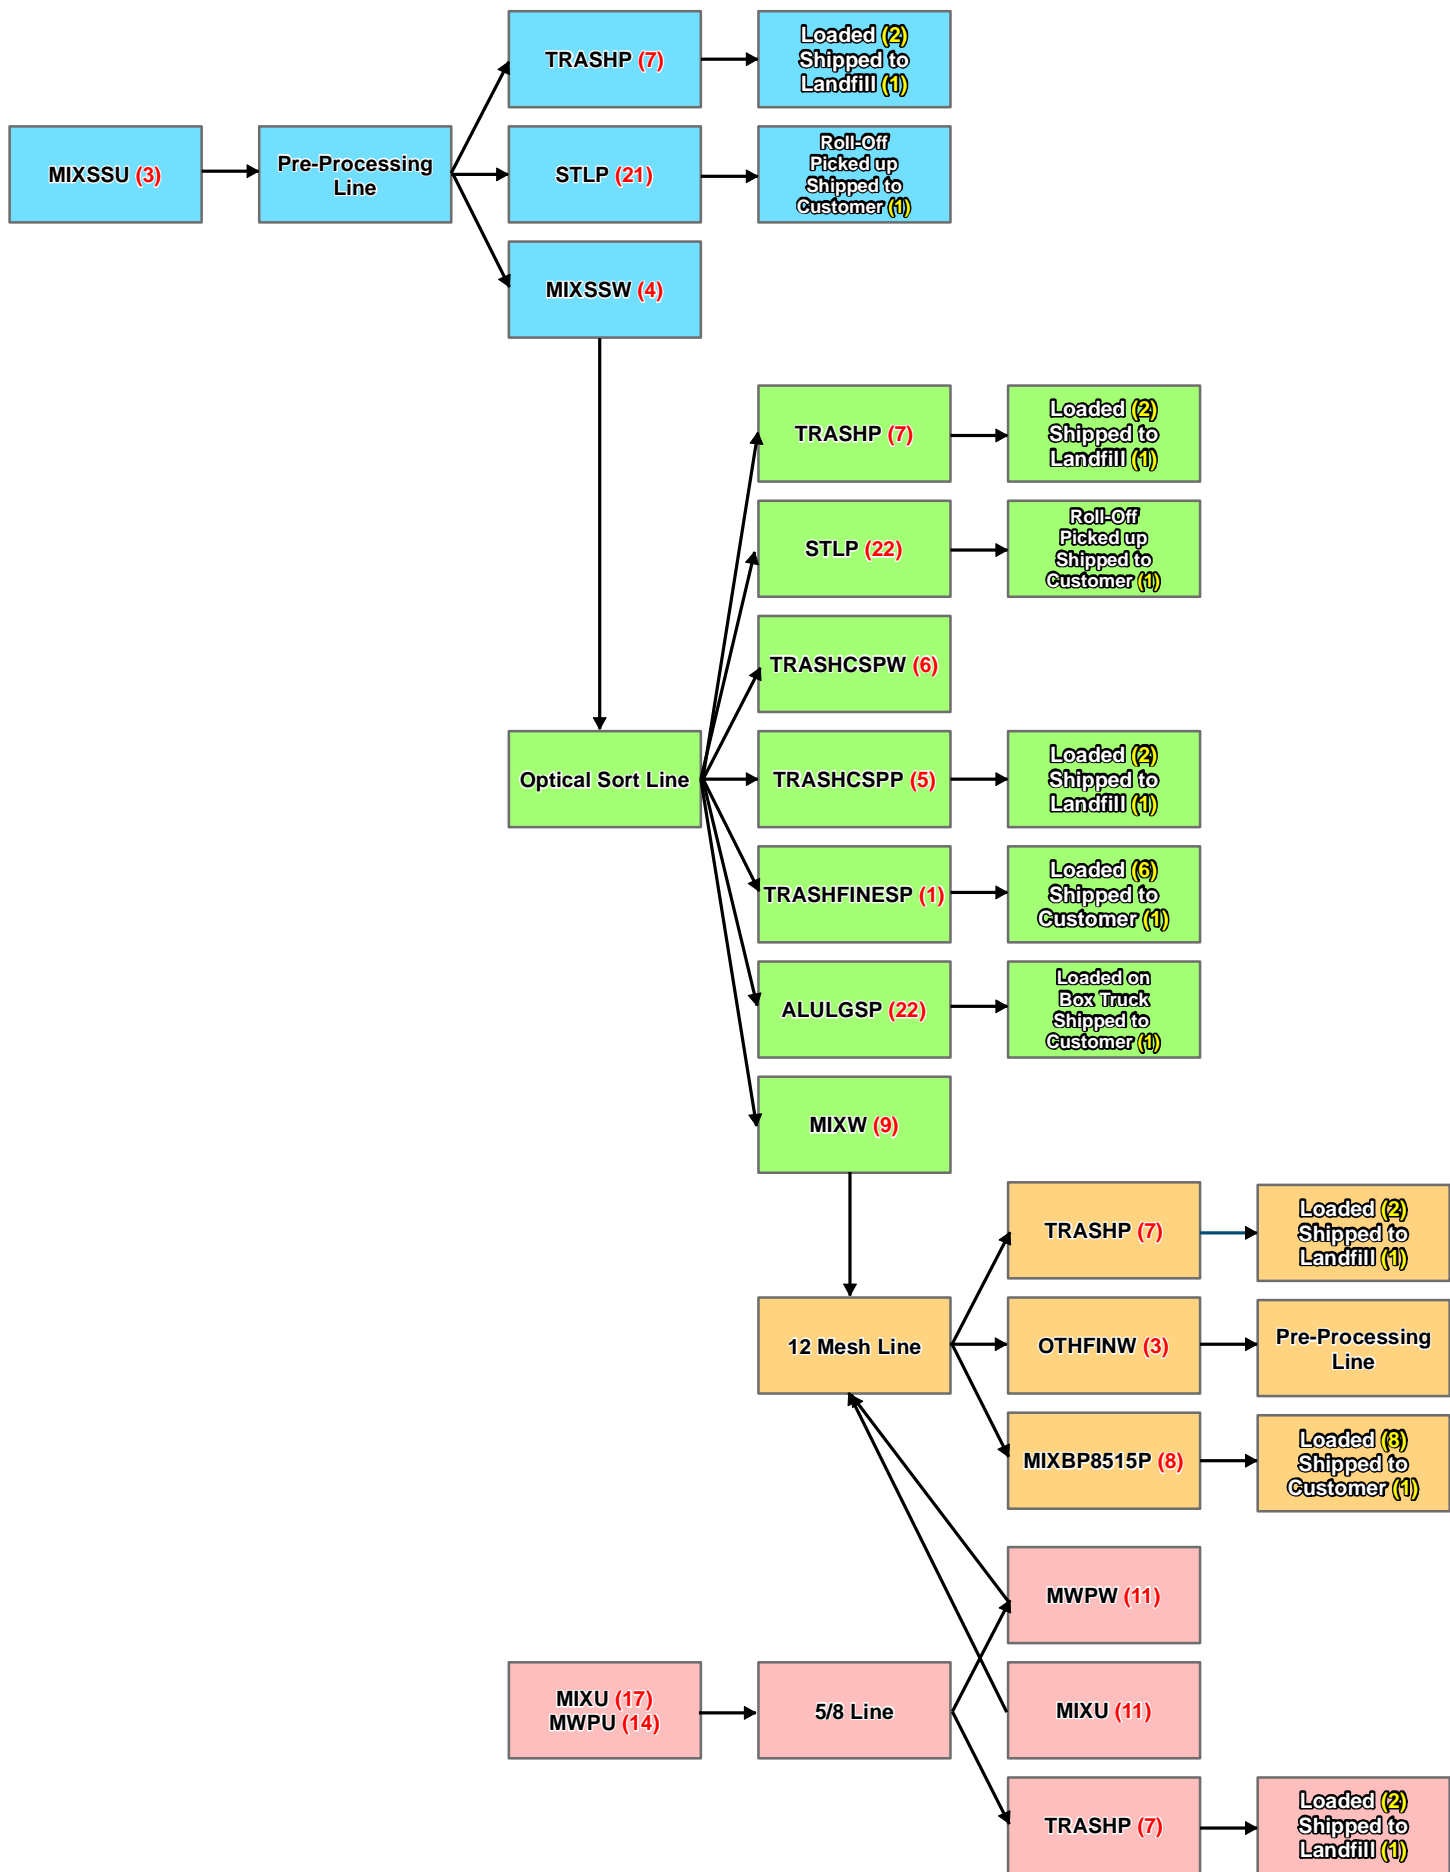 TRASHP (7)
Loaded (2)
Shipped to
Landfill (1)
MIXSSU (3)
Pre-Processing
Line
STLP (21)
Roll-Off
Picked up
Shipped to
Customer (1)
MIXSSW (4)
TRASHP (7)
Loaded (2)
Shipped to
Landfill (1)
STLP (22)
Roll-Off
Picked up
Shipped to
Customer (1)
TRASHCSPW (6)
Optical Sort Line
TRASHCSPP (5)
Loaded (2)
Shipped to
Landfill (1)
TRASHFINESP (1)
Loaded (6)
Shipped to
Customer (1)
ALULGSP (22)
Loaded on
Box Truck
Shipped to
Customer (1)
MIXW (9)
TRASHP (7)
Loaded (2)
Shipped to
Landfill (1)
12 Mesh Line
OTHFINW (3)
Pre-Processing
Line
MIXBP8515P (8)
Loaded (8)
Shipped to
Customer (1)
MWPW (11)
MIXU (17)
MWPU (14)
5/8 Line
MIXU (11)
TRASHP (7)
Loaded (2)
Shipped to
Landfill (1)